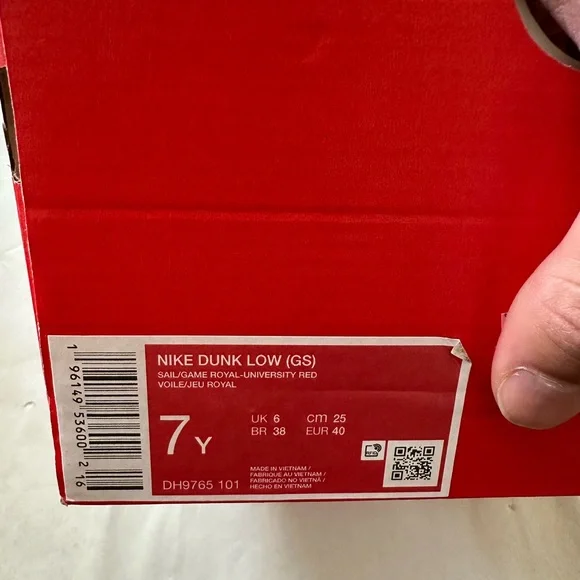 NIKE DUNK LOW (GS)
SAIL/GAME ROYAL-UNIVERSITY RED
VOILE/JEU ROYAL
7Y
UK 6 cm 25
BR 38 EUR 40
DH9765 101
MADE IN VIETNAM /
FABRIQUE AU VIETNAM /
FABRICADO NO VIETNÃ /
HECHO EN VIETNAM
RFID
1 96149 53600 2 16